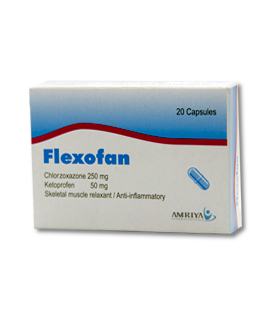 20 Capsules
Flexofan
Chlorzoxazone 250 mg
Ketoprofen 50 mg
Skeletal muscle relaxant / Anti-inflammatory
AMRIYA